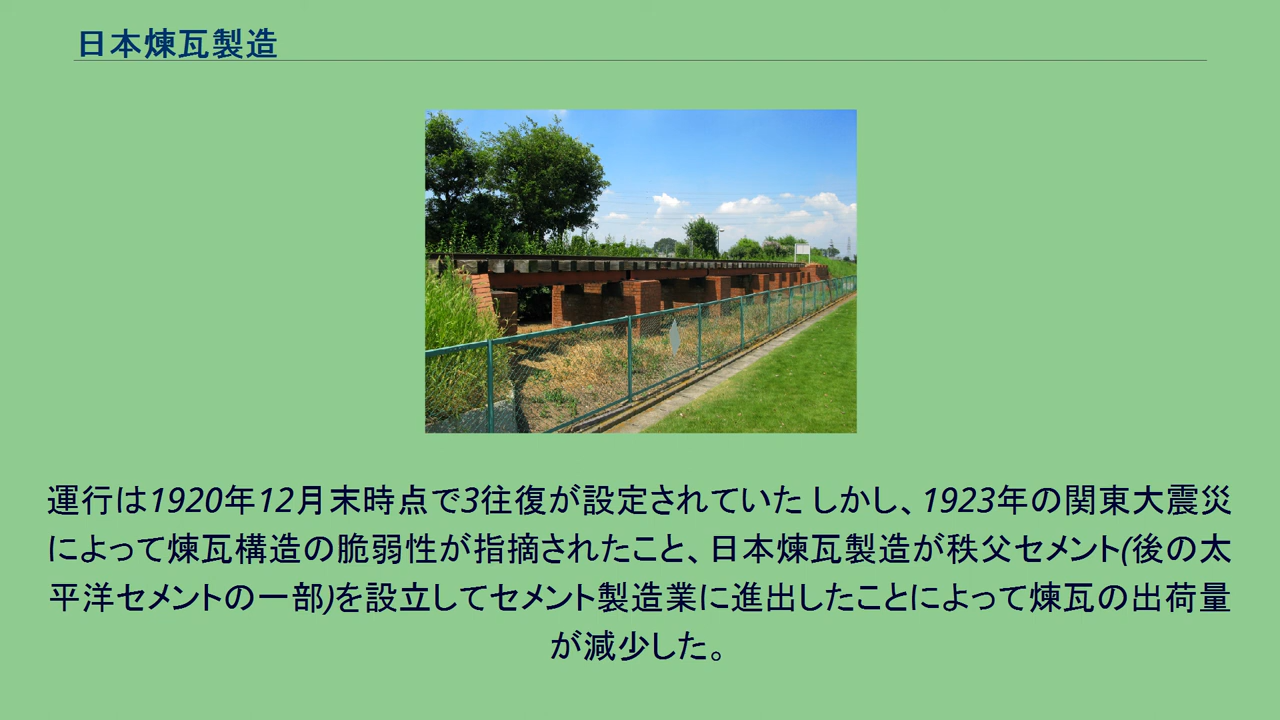 日本煉瓦製造
運行は1920年12月末時点で3往復が設定されていた しかし、1923年の関東大震災
によって煉瓦構造の脆弱性が指摘されたこと、日本煉瓦製造が秩父セメント(後の太
平洋セメントの一部)を設立してセメント製造業に進出したことによって煉瓦の出荷量
が減少した。